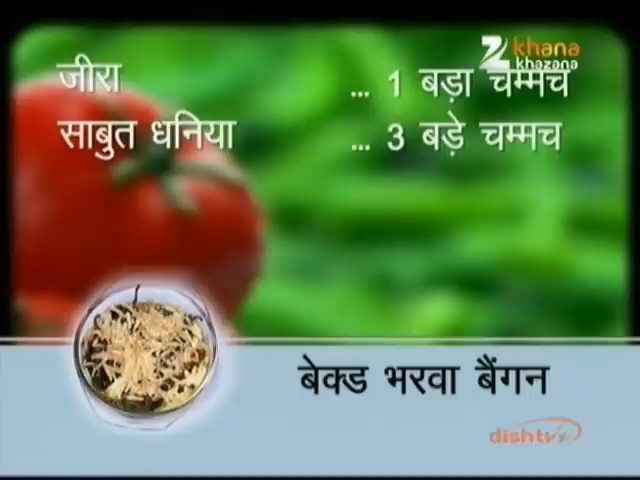 Z khana khazana
जीरा ... 1 बड़ा चम्मच
साबुत धनिया ... 3 बड़े चम्मच
बेक्ड भरवा बैंगन
dishtv